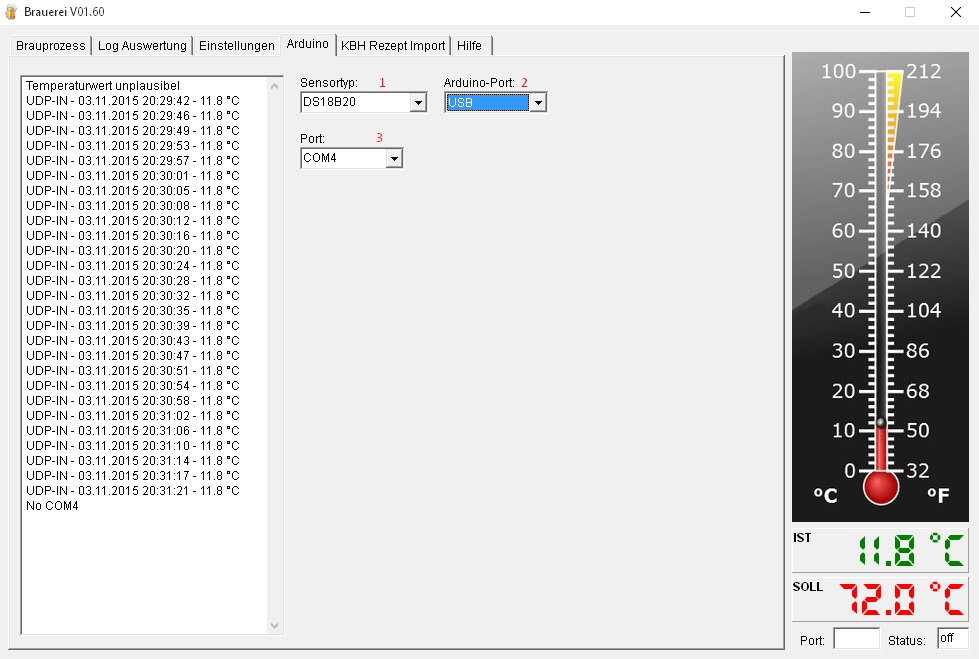 Brauerei V01.60
Brauprozess Log Auswertung Einstellungen Arduino KBH Rezept Import Hilfe
Temperaturwert unplausibel
UDP-IN - 03.11.2015 20:29:42 - 11.8 °C
UDP-IN - 03.11.2015 20:29:46 - 11.8 °C
UDP-IN - 03.11.2015 20:29:49 - 11.8 °C
UDP-IN - 03.11.2015 20:29:53 - 11.8 °C
UDP-IN - 03.11.2015 20:29:57 - 11.8 °C
UDP-IN - 03.11.2015 20:30:01 - 11.8 °C
UDP-IN - 03.11.2015 20:30:05 - 11.8 °C
UDP-IN - 03.11.2015 20:30:08 - 11.8 °C
UDP-IN - 03.11.2015 20:30:12 - 11.8 °C
UDP-IN - 03.11.2015 20:30:16 - 11.8 °C
UDP-IN - 03.11.2015 20:30:20 - 11.8 °C
UDP-IN - 03.11.2015 20:30:24 - 11.8 °C
UDP-IN - 03.11.2015 20:30:28 - 11.8 °C
UDP-IN - 03.11.2015 20:30:32 - 11.8 °C
UDP-IN - 03.11.2015 20:30:35 - 11.8 °C
UDP-IN - 03.11.2015 20:30:39 - 11.8 °C
UDP-IN - 03.11.2015 20:30:43 - 11.8 °C
UDP-IN - 03.11.2015 20:30:47 - 11.8 °C
UDP-IN - 03.11.2015 20:30:51 - 11.8 °C
UDP-IN - 03.11.2015 20:30:54 - 11.8 °C
UDP-IN - 03.11.2015 20:30:58 - 11.8 °C
UDP-IN - 03.11.2015 20:31:02 - 11.8 °C
UDP-IN - 03.11.2015 20:31:06 - 11.8 °C
UDP-IN - 03.11.2015 20:31:10 - 11.8 °C
UDP-IN - 03.11.2015 20:31:14 - 11.8 °C
UDP-IN - 03.11.2015 20:31:17 - 11.8 °C
UDP-IN - 03.11.2015 20:31:21 - 11.8 °C
No COM4
Sensortyp: 1 Arduino-Port: 2
DS18B20 USB
Port: 3
COM4
100 212
90 194
80 176
70 158
60 140
50 122
40 104
30 86
20 68
10 50
0 32
°C °F
IST 11.8 °C
SOLL 72.0 °C
Port: Status: off